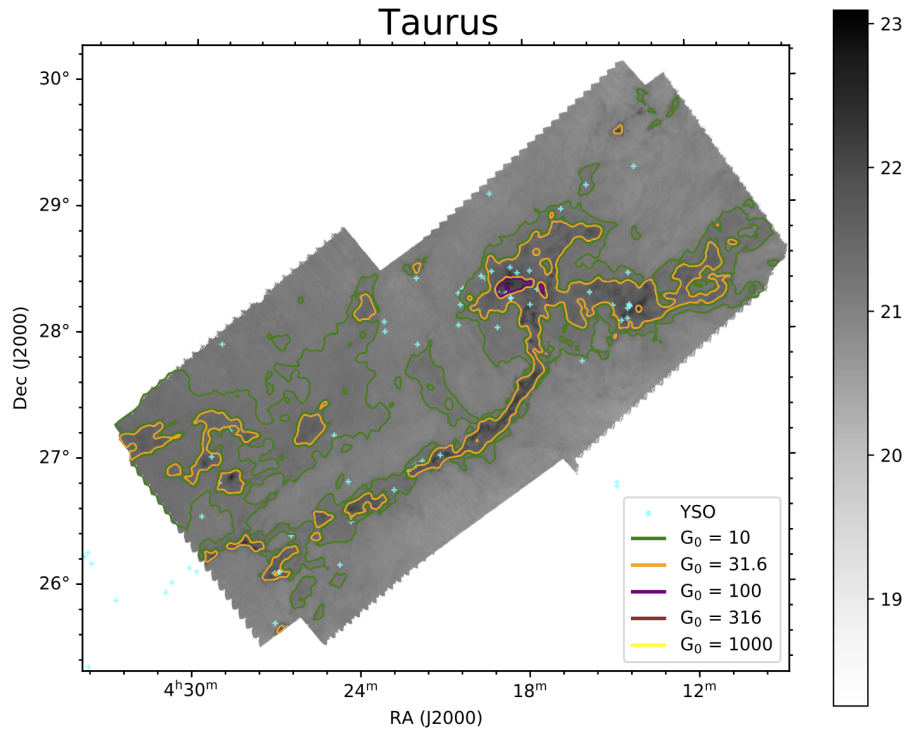 Taurus
30°
29°
28°
27°
26°
Dec (J2000)
4ʰ30ᵐ 24ᵐ 18ᵐ 12ᵐ
RA (J2000)
YSO
G₀ = 10
G₀ = 31.6
G₀ = 100
G₀ = 316
G₀ = 1000
23
22
21
20
19